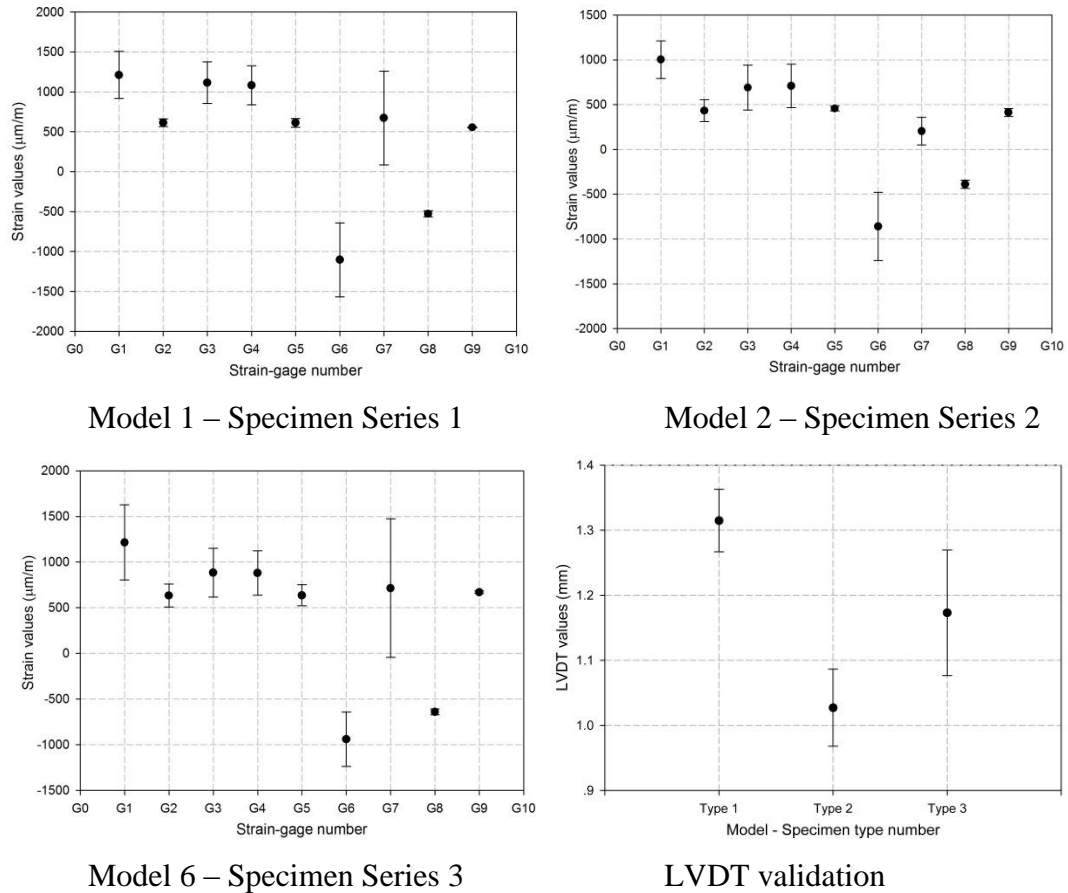 2000
1500
1000
500
0
-500
-1000
-1500
-2000
Strain values (µm/m)
G0 G1 G2 G3 G4 G5 G6 G7 G8 G9 G10
Strain-gage number
Model 1 – Specimen Series 1
1500
1000
500
0
-500
-1000
-1500
-2000
Strain values (µm/m)
G0 G1 G2 G3 G4 G5 G6 G7 G8 G9 G10
Strain-gage number
Model 2 – Specimen Series 2
2000
1500
1000
500
0
-500
-1000
-1500
Strain values (µm/m)
G0 G1 G2 G3 G4 G5 G6 G7 G8 G9 G10
Strain-gage number
Model 6 – Specimen Series 3
1.4
1.3
1.2
1.1
1.0
.9
LVDT values (mm)
Type 1 Type 2 Type 3
Model - Specimen type number
LVDT validation